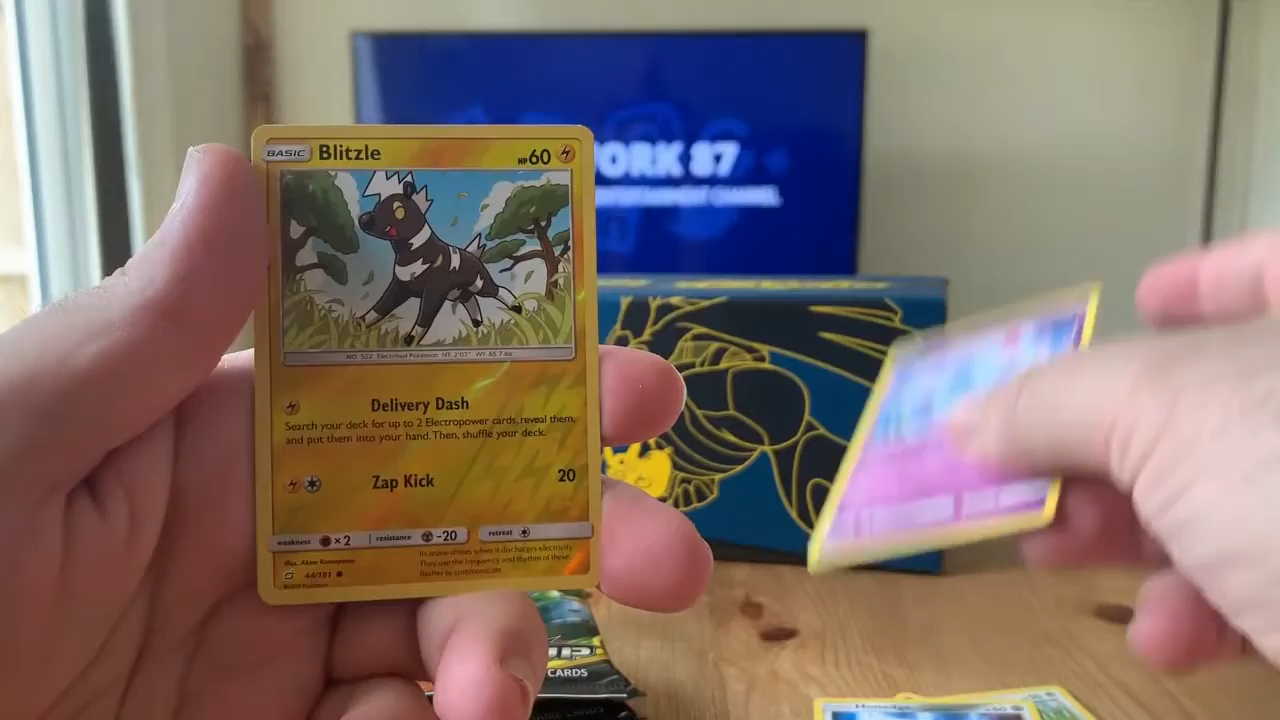 BASIC Blitzle HP60
NO. 522 Electrified Pokémon HT: 2'07" WT: 65.7 lbs
Delivery Dash
Search your deck for up to 2 Electropower cards, reveal them,
and put them into your hand. Then, shuffle your deck.
Zap Kick 20
weakness ×2 resistance -20 retreat
Illus. Akira Komayama
44/181
Its mane shines when it discharges electricity.
They use the frequency and rhythm of these
flashes to communicate.
ORK 87
ENTERTAINMENT CHANNEL
CARDS
Honedge